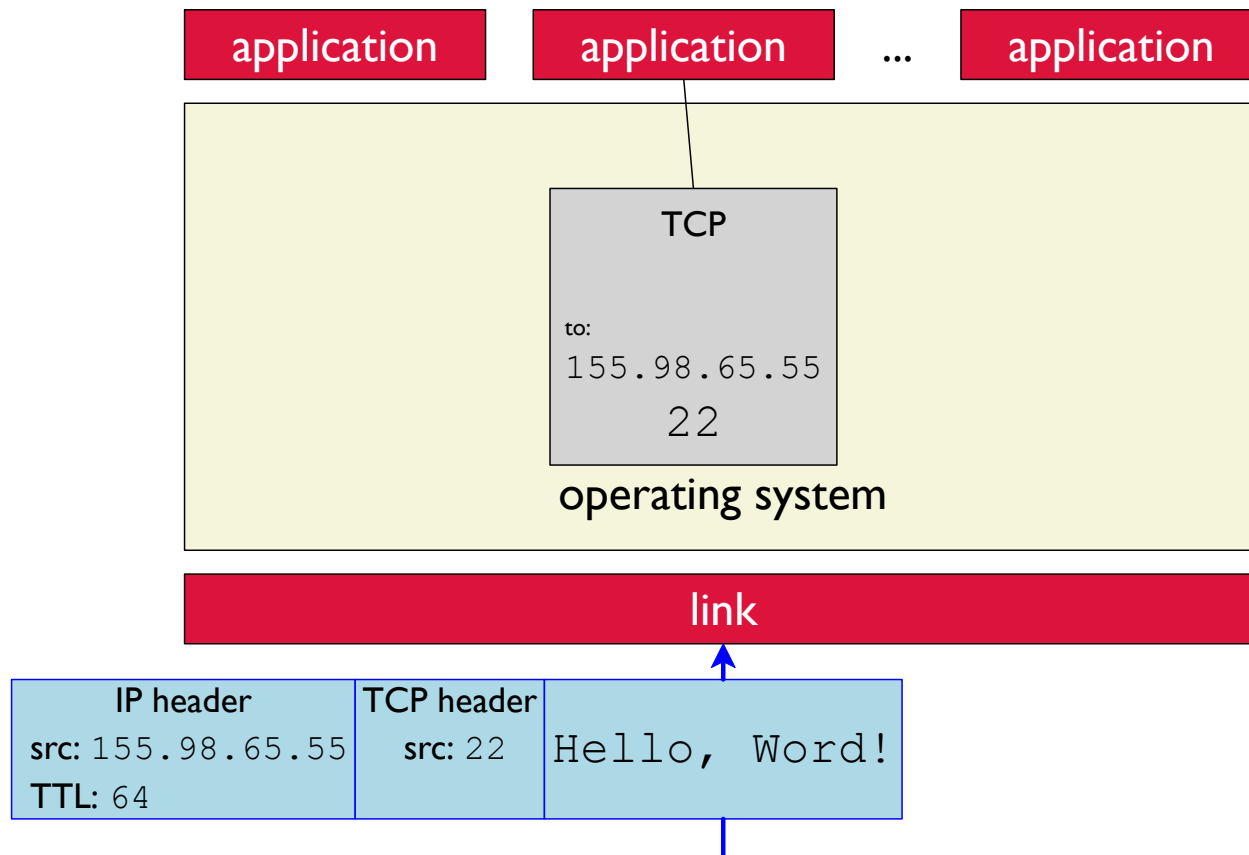 application application ... application
TCP
to:
155.98.65.55
22
operating system
link
IP header TCP header
src: 155.98.65.55 src: 22 Hello, Word!
TTL: 64